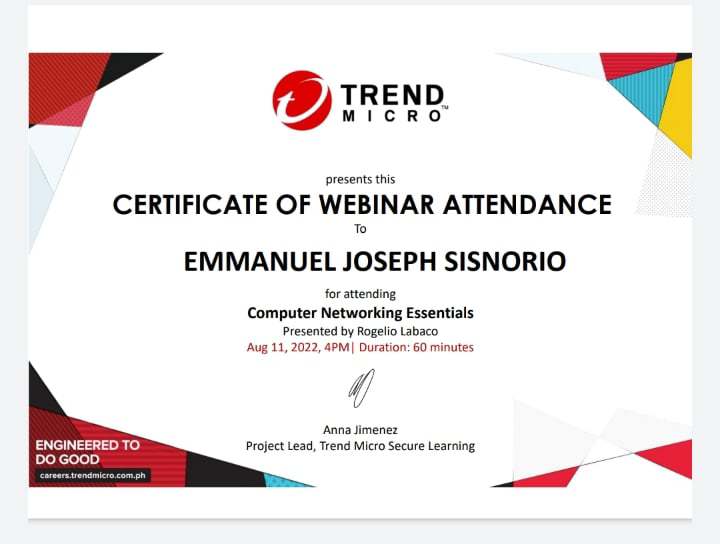 TREND
MICRO™
presents this
CERTIFICATE OF WEBINAR ATTENDANCE
To
EMMANUEL JOSEPH SISNORIO
for attending
Computer Networking Essentials
Presented by Rogelio Labaco
Aug 11, 2022, 4PM| Duration: 60 minutes
Anna Jimenez
Project Lead, Trend Micro Secure Learning
ENGINEERED TO
DO GOOD
careers.trendmicro.com.ph